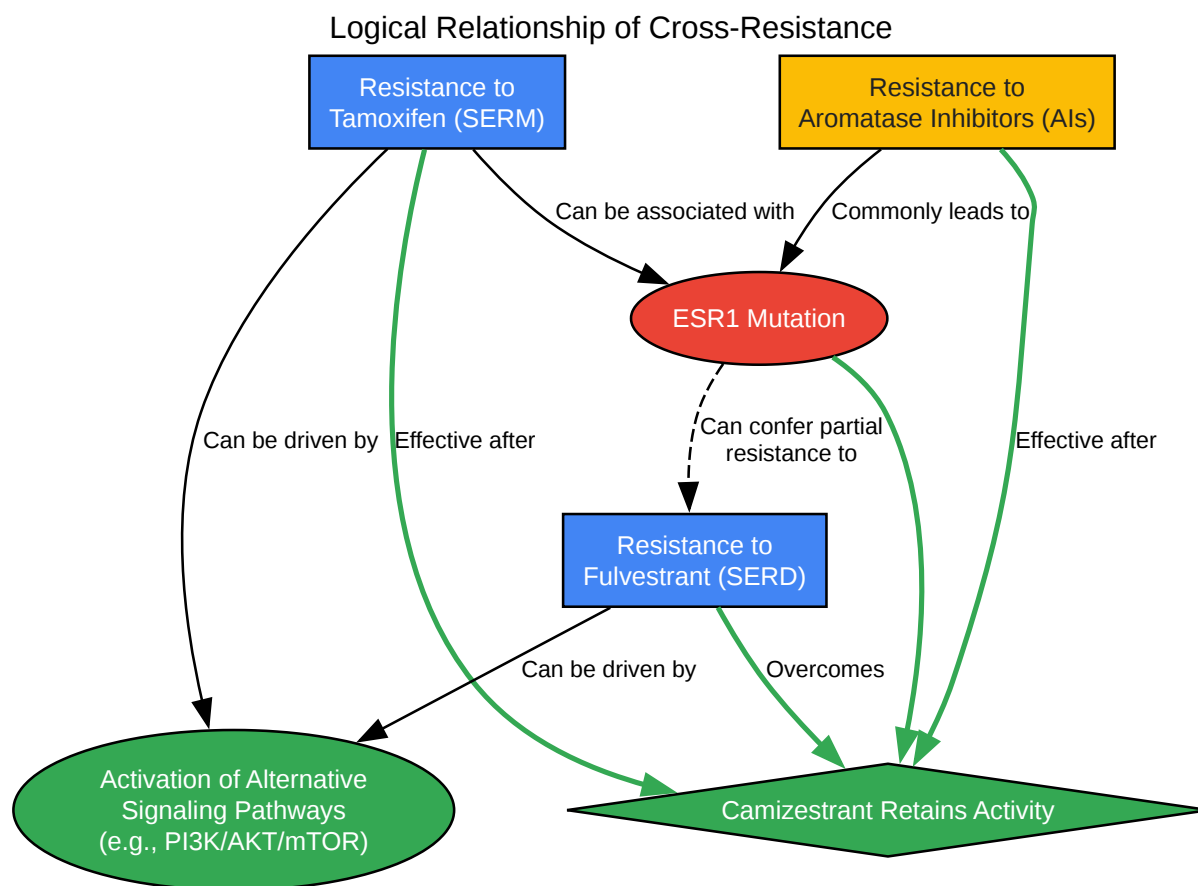 Logical Relationship of Cross-Resistance
Resistance to
Tamoxifen (SERM)
Resistance to
Aromatase Inhibitors (AIs)
Can be associated with
Commonly leads to
ESR1 Mutation
Can be driven by
Effective after
Can confer partial
resistance to
Effective after
Resistance to
Fulvestrant (SERD)
Can be driven by
Overcomes
Activation of Alternative
Signaling Pathways
(e.g., PI3K/AKT/mTOR)
Camizestrant Retains Activity